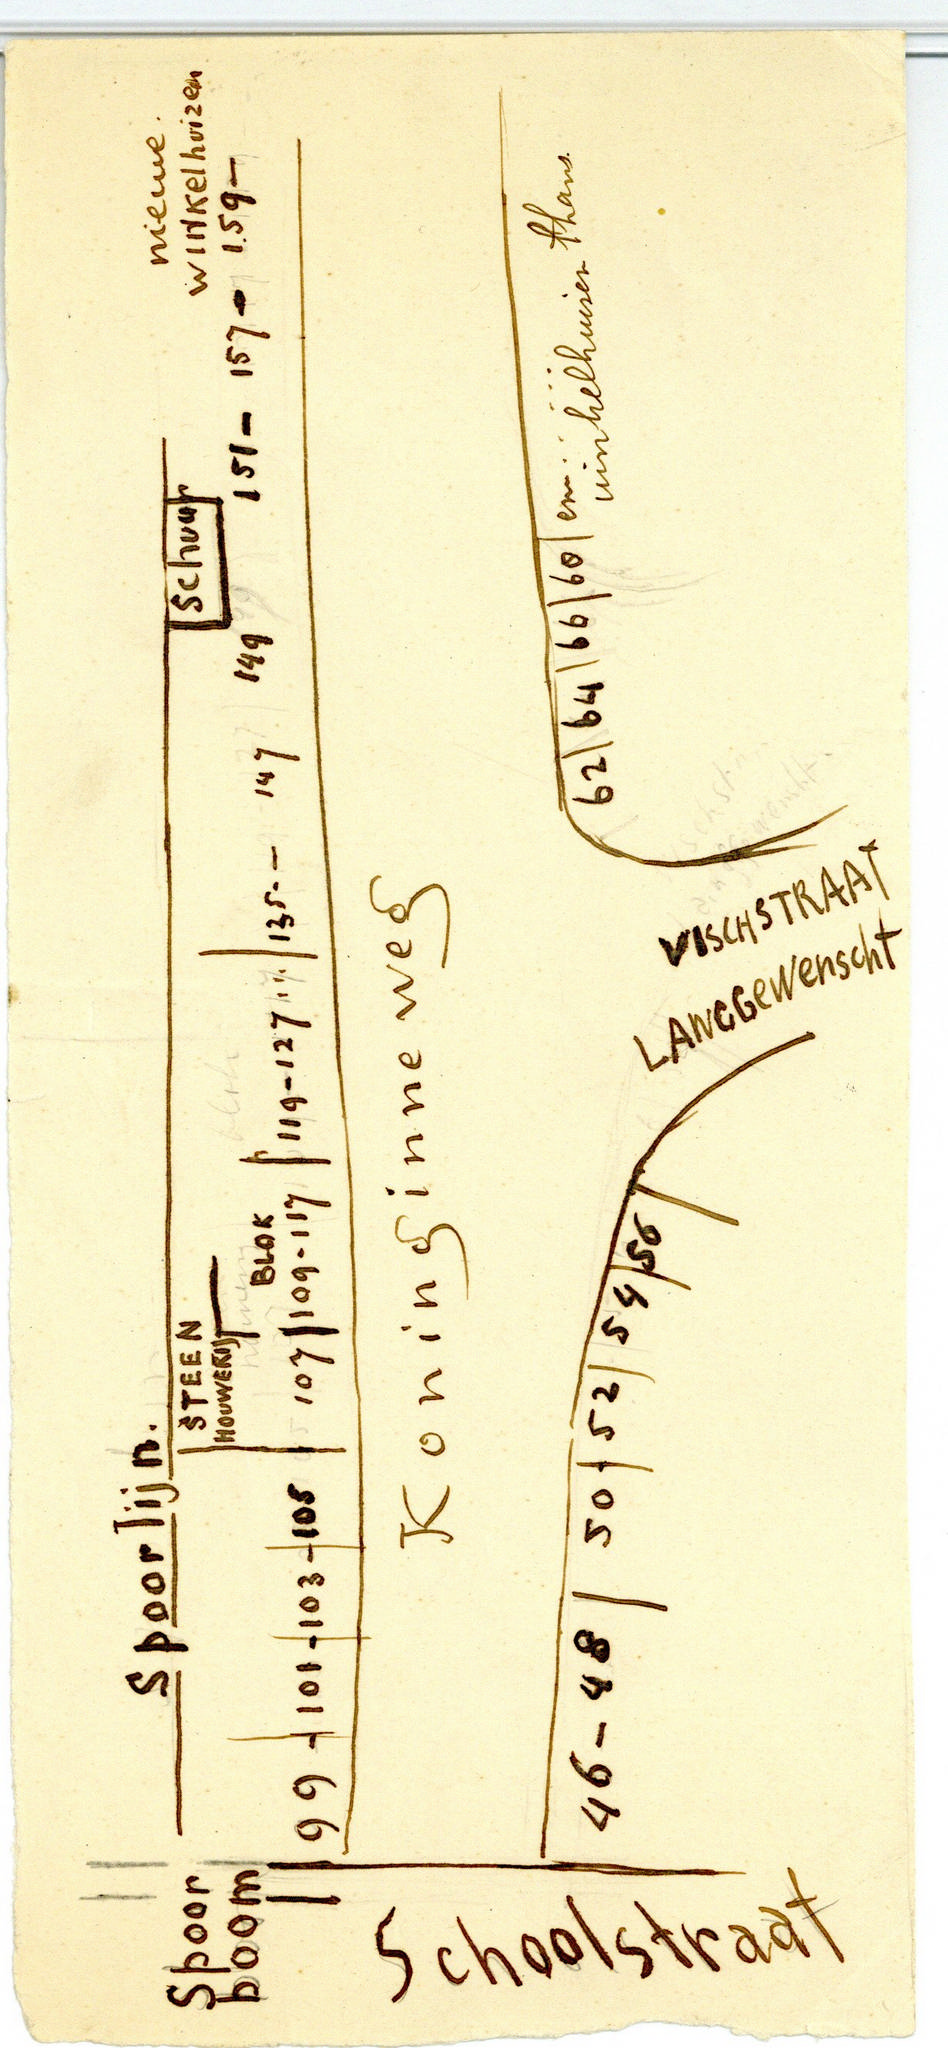 Spoorlijn.
nieuwe.
WINKelhuizen
Schuur
STEEN
HOUWERIJ
BLOK
Spoor
boom
99 - 101 - 103 - 105 107 109-117 119-127 135.- - 147 149 151 - 157 - 159 -
Koninginneweg
Schoolstraat
46 - 48 50 - 52 54 56
VISCHSTRAAT
LANGGeWenscht
62 64 66 60 en
winkelhuisen thans.